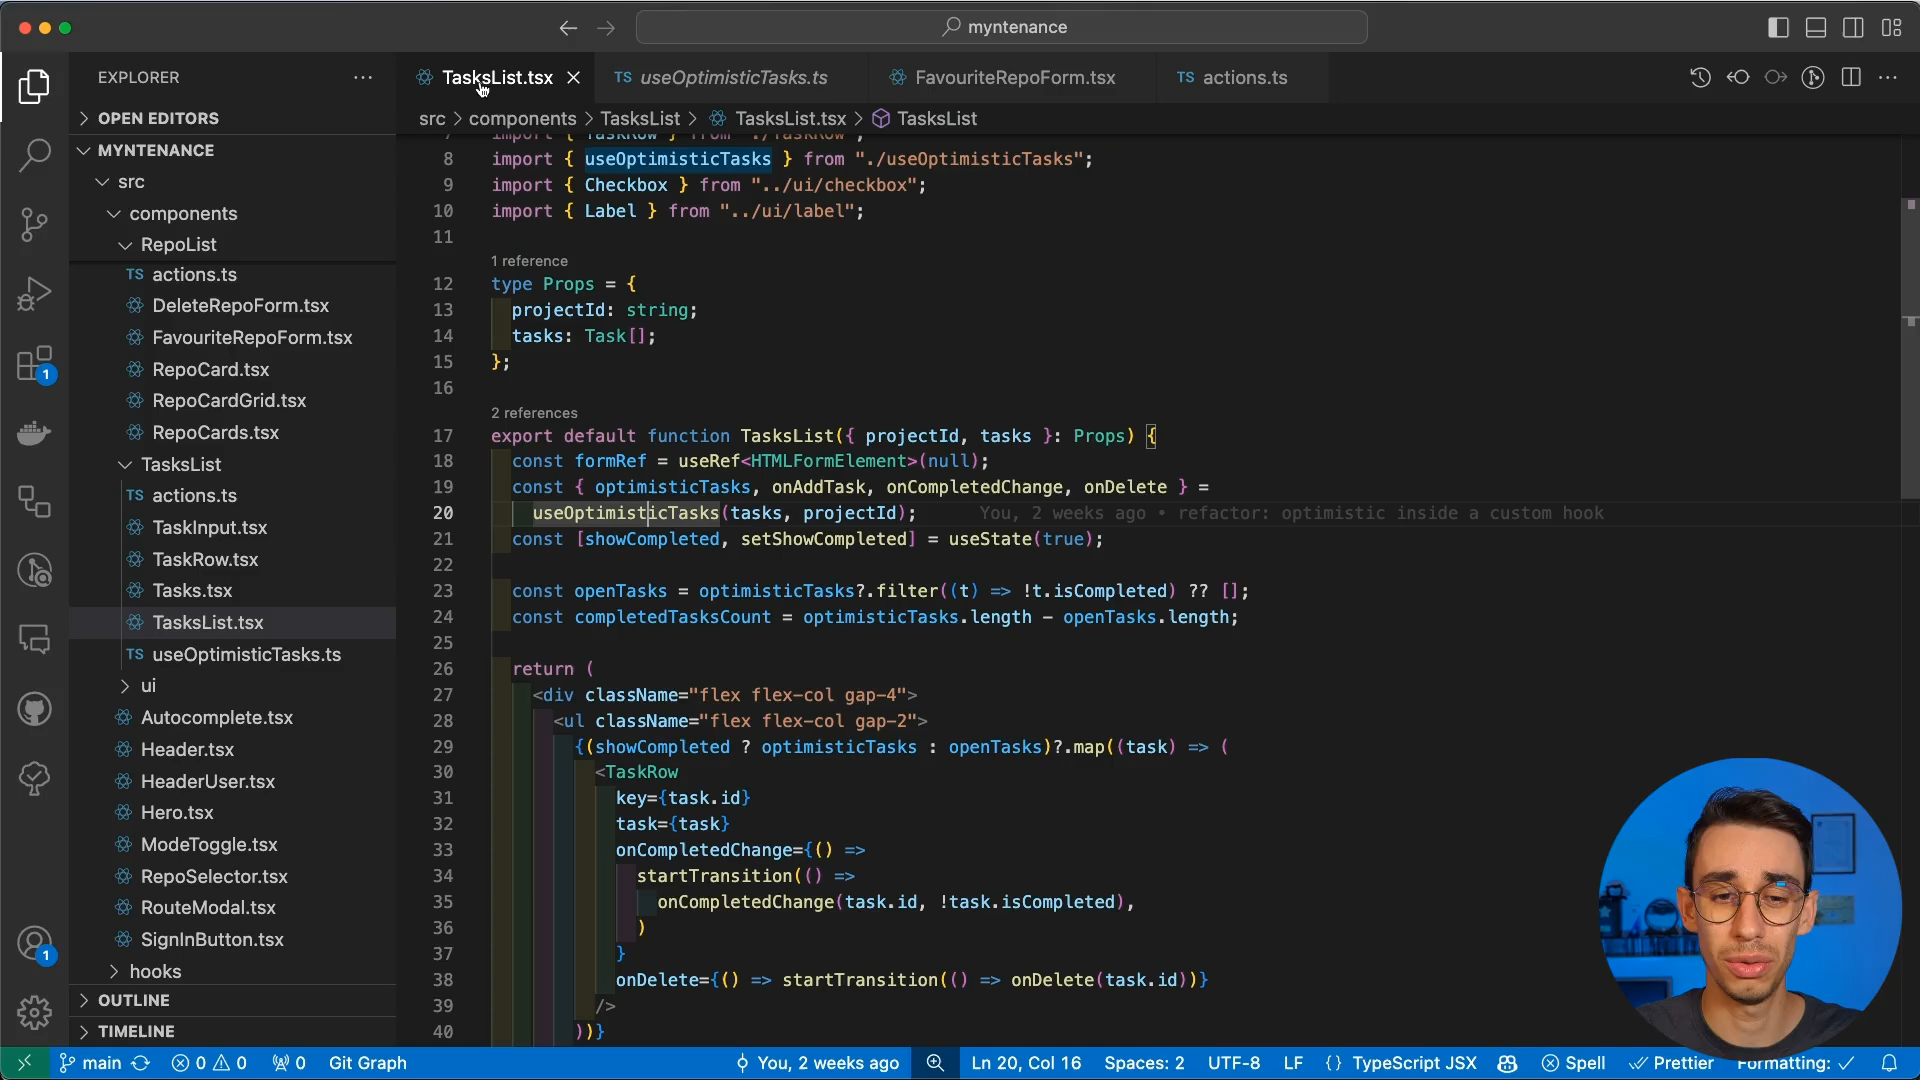 myntenance
EXPLORER
OPEN EDITORS
MYNTENANCE
src
components
RepoList
TS actions.ts
DeleteRepoForm.tsx
FavouriteRepoForm.tsx
RepoCard.tsx
RepoCardGrid.tsx
RepoCards.tsx
TasksList
TS actions.ts
TaskInput.tsx
TaskRow.tsx
Tasks.tsx
TasksList.tsx
TS useOptimisticTasks.ts
ui
Autocomplete.tsx
Header.tsx
HeaderUser.tsx
Hero.tsx
ModeToggle.tsx
RepoSelector.tsx
RouteModal.tsx
SignInButton.tsx
hooks
OUTLINE
TIMELINE
1
1
TasksList.tsx
TS useOptimisticTasks.ts
FavouriteRepoForm.tsx
TS actions.ts
src > components > TasksList > TasksList.tsx > TasksList
7 import { TaskRow } from "./TaskRow";
8 import { useOptimisticTasks } from "./useOptimisticTasks";
9 import { Checkbox } from "../ui/checkbox";
10 import { Label } from "../ui/label";
11
1 reference
12 type Props = {
13 projectId: string;
14 tasks: Task[];
15 };
16
2 references
17 export default function TasksList({ projectId, tasks }: Props) {
18 const formRef = useRef<HTMLFormElement>(null);
19 const { optimisticTasks, onAddTask, onCompletedChange, onDelete } =
20 useOptimisticTasks(tasks, projectId); You, 2 weeks ago • refactor: optimistic inside a custom hook
21 const [showCompleted, setShowCompleted] = useState(true);
22
23 const openTasks = optimisticTasks?.filter((t) => !t.isCompleted) ?? [];
24 const completedTasksCount = optimisticTasks.length - openTasks.length;
25
26 return (
27 <div className="flex flex-col gap-4">
28 <ul className="flex flex-col gap-2">
29 {(showCompleted ? optimisticTasks : openTasks)?.map((task) => (
30 <TaskRow
31 key={task.id}
32 task={task}
33 onCompletedChange={() =>
34 startTransition(() =>
35 onCompletedChange(task.id, !task.isCompleted),
36 )
37 }
38 onDelete={() => startTransition(() => onDelete(task.id))}
39 />
40 ))}
main 0 0 0 Git Graph You, 2 weeks ago Ln 20, Col 16 Spaces: 2 UTF-8 LF {} TypeScript JSX Spell Prettier Formatting: ✓